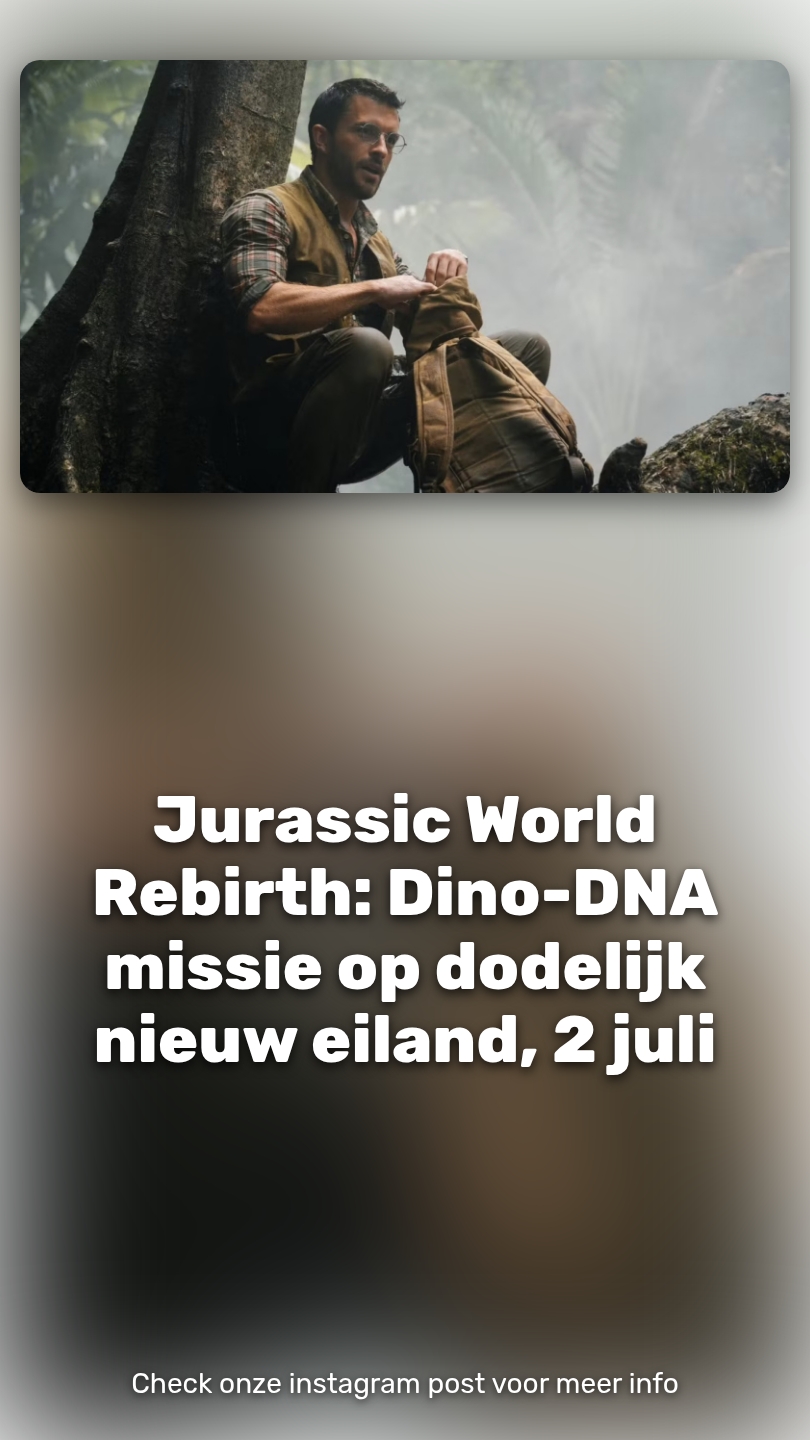 Jurassic World
Rebirth: Dino-DNA
missie op dodelijk
nieuw eiland, 2 juli
Check onze instagram post voor meer info